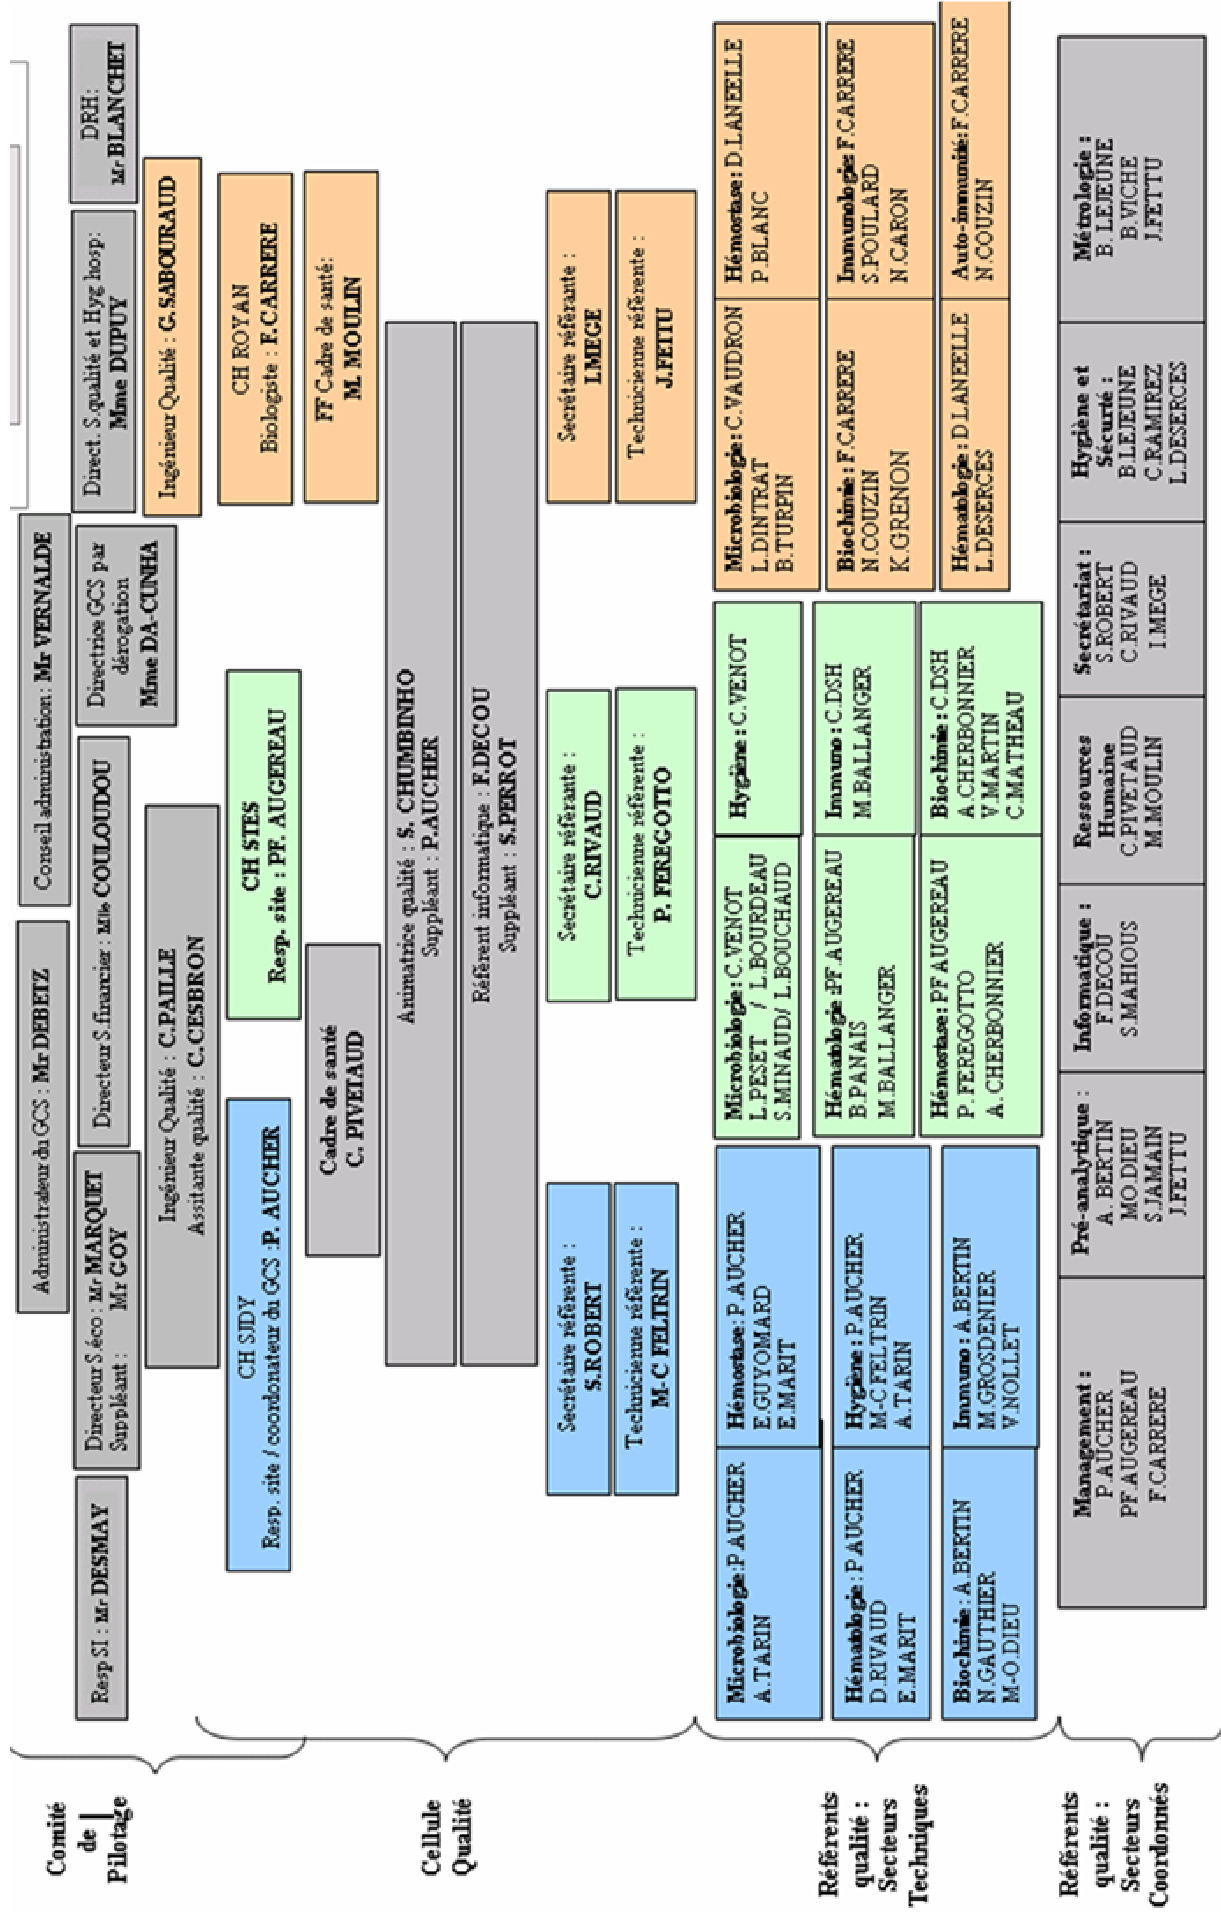 Comité
de
Pilotage
Administrateur du GCS : Mr DEBETZ
Conseil administration : Mr VERNALDE
Resp SI : Mr DESMAY
Directeur S.éco : Mr MARQUET
Suppléant : Mr GOY
Directeur S.financier : Mlle COULOUDOU
Directrice GCS par
dérogation
Mme DA-CUNHA
Direct. S.qualité et Hyg hosp:
Mme DUPUY
DRH:
Mr BLANCHET
Ingénieur Qualité : C.PAILLE
Assitante qualité : C.CESBRON
Ingénieur Qualité : G.SABOURAUD
Cellule
Qualité
CH SJDY
Resp. site / coordonateur du GCS :P. AUCHER
CH STES
Resp. site : PF. AUGEREAU
CH ROYAN
Biologiste : F.CARRERE
Cadre de santé
C. PIVETAUD
FF Cadre de santé:
M. MOULIN
Animatrice qualité : S. CHUMBINHO
Suppléant : P.AUCHER
Référent informatique : F.DECOU
Suppléant : S.PERROT
Secrétaire référente :
S.ROBERT
Secrétaire référante :
C.RIVAUD
Secrétaire référante :
I.MEGE
Technicienne référente :
M-C FELTRIN
Technicienne référente :
P. FEREGOTTO
Technicienne référente :
J.FETTU
Référents
qualité :
Secteurs
Techniques
Microbiologie:P.AUCHER
A.TARIN
Hémostase: P.AUCHER
E.GUYOMARD
E.MARIT
Microbiologie: C.VENOT
L.PESET / L.BOURDEAU
S.MINAUD/ L.BOUCHAUD
Hygiène : C.VENOT
Microbiologie: C.VAUDRON
L.DINTRAT
B.TURPIN
Hémostase: D.LANEELLE
P.BLANC
Hématologie: P.AUCHER
D.RIVAUD
E.MARIT
Hygiène : P.AUCHER
M-C.FELTRIN
A.TARIN
Hématologie :PF.AUGEREAU
B.PANAIS
M.BALLANGER
Immuno : C.DSH
M.BALLANGER
Biochimie : F.CARRERE
N.COUZIN
K.GRENON
Immunologie: F.CARRERE
S.POULARD
N.CARON
Biochimie : A.BERTIN
N.GAUTHIER
M-O.DIEU
Immuno : A.BERTIN
M.GROSDENIER
V.NOLLET
Hémostase: PF.AUGEREAU
P.FEREGOTTO
A.CHERBONNIER
Biochimie : C.DSH
A.CHERBONNIER
V.MARTIN
C.MATHEAU
Hématologie : D.LANEELLE
L.DESERCES
Auto-immunité: F.CARRERE
N.COUZIN
Référents
qualité :
Secteurs
Coordonnés
Management :
P.AUCHER
PF.AUGEREAU
F.CARRERE
Pré-analytique :
A. BERTIN
MO.DIEU
S.JAMAIN
J.FETTU
Informatique :
F.DECOU
S.MAHIOUS
Ressources
Humaine
C.PIVETAUD
M.MOULIN
Secrétariat :
S.ROBERT
C.RIVAUD
I.MEGE
Hygiène et
Sécurté :
B.LEJEUNE
C.RAMIREZ
L.DESERCES
Métrologie :
B. LEJEUNE
B.VICHE
J.FETTU